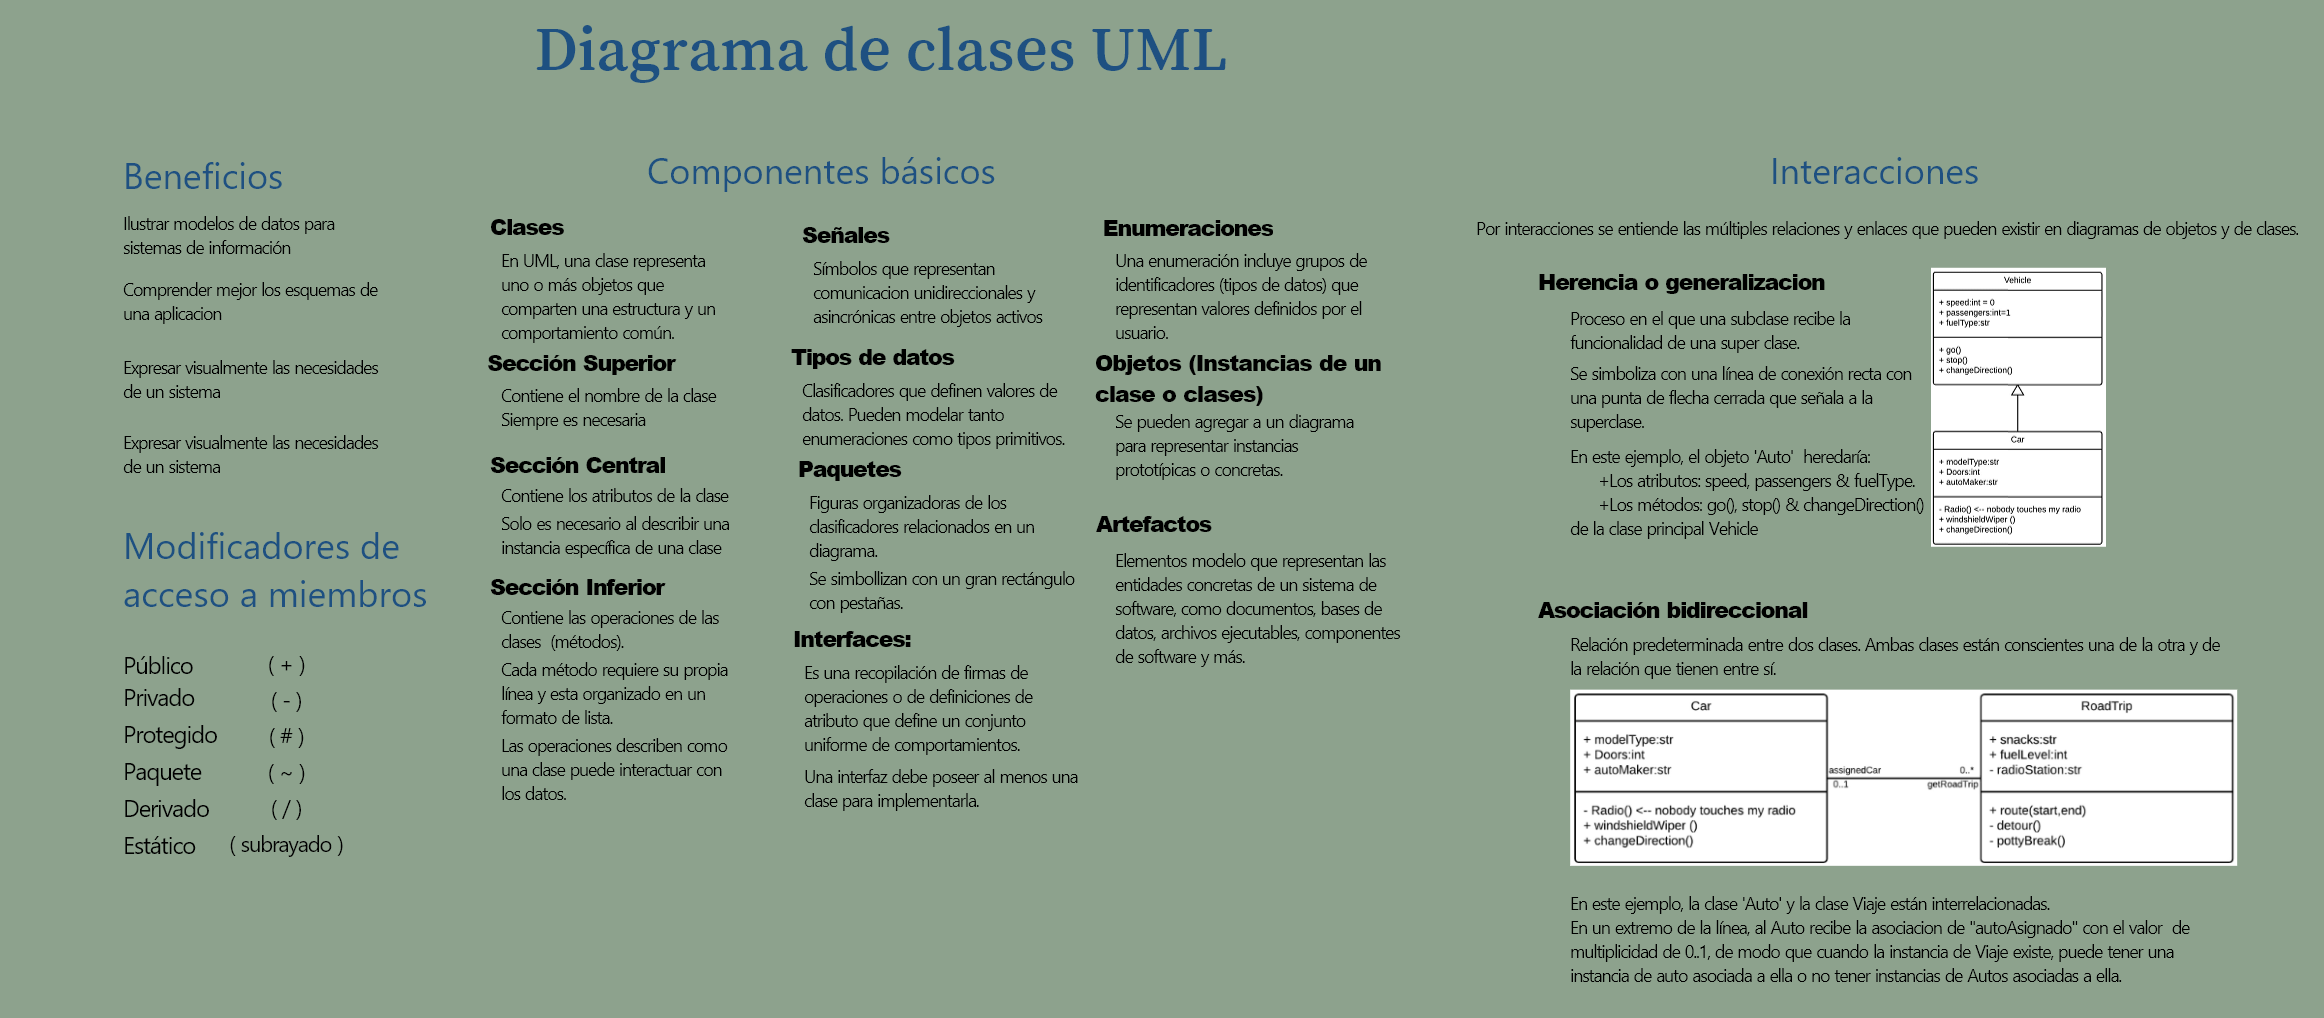 Diagrama de clases UML
Beneficios
Ilustrar modelos de datos para
sistemas de información
Comprender mejor los esquemas de
una aplicacion
Expresar visualmente las necesidades
de un sistema
Expresar visualmente las necesidades
de un sistema
Modificadores de
acceso a miembros
Público ( + )
Privado ( - )
Protegido ( # )
Paquete ( ~ )
Derivado ( / )
Estático ( subrayado )
Componentes básicos
Clases
En UML, una clase representa
uno o más objetos que
comparten una estructura y un
comportamiento común.
Sección Superior
Contiene el nombre de la clase
Siempre es necesaria
Sección Central
Contiene los atributos de la clase
Solo es necesario al describir una
instancia específica de una clase
Sección Inferior
Contiene las operaciones de las
clases (métodos).
Cada método requiere su propia
línea y esta organizado en un
formato de lista.
Las operaciones describen como
una clase puede interactuar con
los datos.
Señales
Símbolos que representan
comunicacion unidireccionales y
asincrónicas entre objetos activos
Tipos de datos
Clasificadores que definen valores de
datos. Pueden modelar tanto
enumeraciones como tipos primitivos.
Paquetes
Figuras organizadoras de los
clasificadores relacionados en un
diagrama.
Se simbollizan con un gran rectángulo
con pestañas.
Interfaces:
Es una recopilación de firmas de
operaciones o de definiciones de
atributo que define un conjunto
uniforme de comportamientos.
Una interfaz debe poseer al menos una
clase para implementarla.
Enumeraciones
Una enumeración incluye grupos de
identificadores (tipos de datos) que
representan valores definidos por el
usuario.
Objetos (Instancias de un
clase o clases)
Se pueden agregar a un diagrama
para representar instancias
prototípicas o concretas.
Artefactos
Elementos modelo que representan las
entidades concretas de un sistema de
software, como documentos, bases de
datos, archivos ejecutables, componentes
de software y más.
Interacciones
Por interacciones se entiende las múltiples relaciones y enlaces que pueden existir en diagramas de objetos y de clases.
Herencia o generalizacion
Proceso en el que una subclase recibe la
funcionalidad de una super clase.
Se simboliza con una línea de conexión recta con
una punta de flecha cerrada que señala a la
superclase.
En este ejemplo, el objeto 'Auto' heredaría:
+Los atributos: speed, passengers & fuelType.
+Los métodos: go(), stop() & changeDirection()
de la clase principal Vehicle
Vehicle
+ speed:int = 0
+ passengers:int=1
+ fuelType:str
+ go()
+ stop()
+ changeDirection()
Car
+ modelType:str
+ Doors:int
+ autoMaker:str
- Radio() <-- nobody touches my radio
+ windshieldWiper ()
+ changeDirection()
Asociación bidireccional
Relación predeterminada entre dos clases. Ambas clases están conscientes una de la otra y de
la relación que tienen entre sí.
Car
+ modelType:str
+ Doors:int
+ autoMaker:str
- Radio() <-- nobody touches my radio
+ windshieldWiper ()
+ changeDirection()
assignedCar 0..*
0..1 getRoadTrip
RoadTrip
+ snacks:str
+ fuelLevel:int
- radioStation:str
+ route(start,end)
- detour()
- pottyBreak()
En este ejemplo, la clase 'Auto' y la clase Viaje están interrelacionadas.
En un extremo de la línea, al Auto recibe la asociacion de "autoAsignado" con el valor de
multiplicidad de 0..1, de modo que cuando la instancia de Viaje existe, puede tener una
instancia de auto asociada a ella o no tener instancias de Autos asociadas a ella.